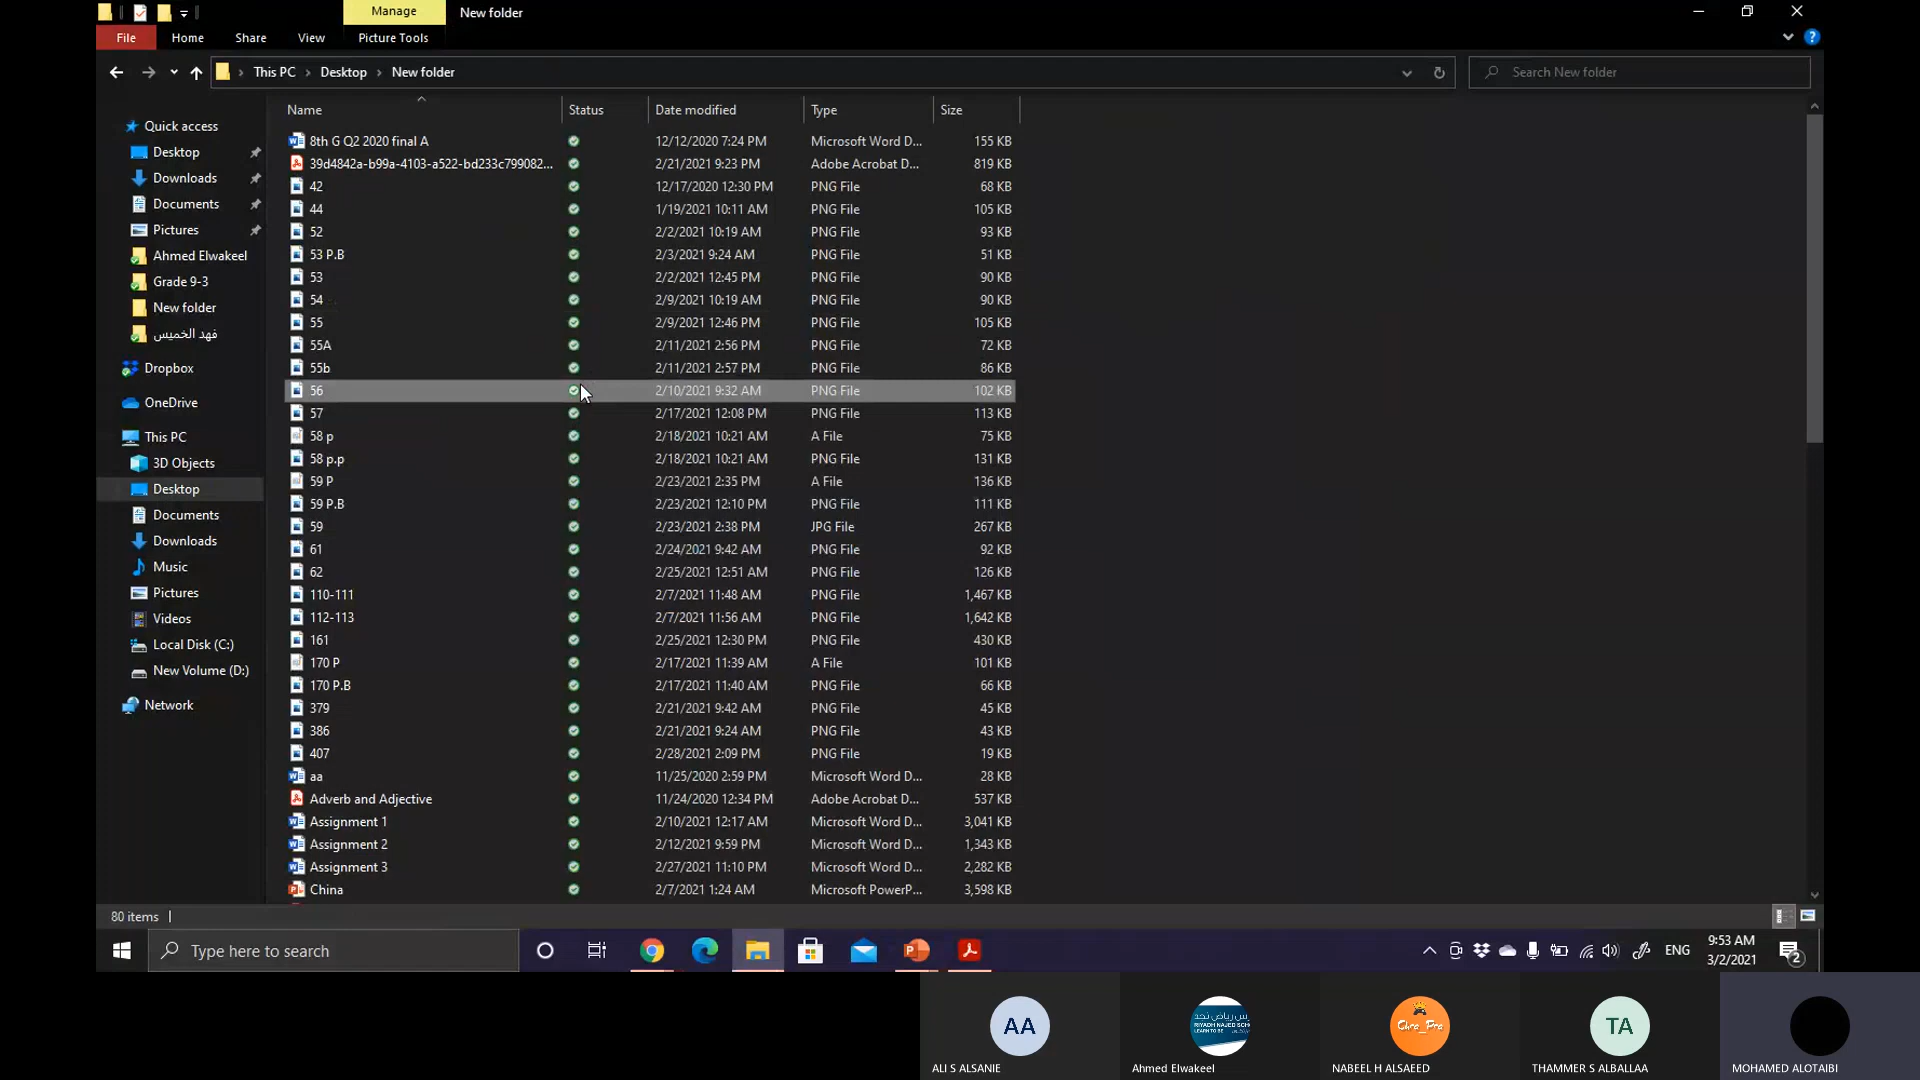 Manage
New folder
File
Home
Share
View
Picture Tools
This PC
Desktop
New folder
Search New folder
Name
Status
Date modified
Type
Size
Quick access
Desktop
Downloads
Documents
Pictures
Ahmed Elwakeel
Grade 9-3
New folder
فهد الخميس
Dropbox
OneDrive
This PC
3D Objects
Desktop
Documents
Downloads
Music
Pictures
Videos
Local Disk (C:)
New Volume (D:)
Network
8th G Q2 2020 final A 12/12/2020 7:24 PM Microsoft Word D... 155 KB
39d4842a-b99a-4103-a522-bd233c799082... 2/21/2021 9:23 PM Adobe Acrobat D... 819 KB
42 12/17/2020 12:30 PM PNG File 68 KB
44 1/19/2021 10:11 AM PNG File 105 KB
52 2/2/2021 10:19 AM PNG File 93 KB
53 P.B 2/3/2021 9:24 AM PNG File 51 KB
53 2/2/2021 12:45 PM PNG File 90 KB
54 2/9/2021 10:19 AM PNG File 90 KB
55 2/9/2021 12:46 PM PNG File 105 KB
55A 2/11/2021 2:56 PM PNG File 72 KB
55b 2/11/2021 2:57 PM PNG File 86 KB
56 2/10/2021 9:32 AM PNG File 102 KB
57 2/17/2021 12:08 PM PNG File 113 KB
58 p 2/18/2021 10:21 AM A File 75 KB
58 p.p 2/18/2021 10:21 AM PNG File 131 KB
59 P 2/23/2021 2:35 PM A File 136 KB
59 P.B 2/23/2021 12:10 PM PNG File 111 KB
59 2/23/2021 2:38 PM JPG File 267 KB
61 2/24/2021 9:42 AM PNG File 92 KB
62 2/25/2021 12:51 AM PNG File 126 KB
110-111 2/7/2021 11:48 AM PNG File 1,467 KB
112-113 2/7/2021 11:56 AM PNG File 1,642 KB
161 2/25/2021 12:30 PM PNG File 430 KB
170 P 2/17/2021 11:39 AM A File 101 KB
170 P.B 2/17/2021 11:40 AM PNG File 66 KB
379 2/21/2021 9:42 AM PNG File 45 KB
386 2/21/2021 9:24 AM PNG File 43 KB
407 2/28/2021 2:09 PM PNG File 19 KB
aa 11/25/2020 2:59 PM Microsoft Word D... 28 KB
Adverb and Adjective 11/24/2020 12:34 PM Adobe Acrobat D... 537 KB
Assignment 1 2/10/2021 12:17 AM Microsoft Word D... 3,041 KB
Assignment 2 2/12/2021 9:59 PM Microsoft Word D... 1,343 KB
Assignment 3 2/27/2021 11:10 PM Microsoft Word D... 2,282 KB
China 2/7/2021 1:24 AM Microsoft PowerP... 3,598 KB
80 items
Type here to search
ENG
9:53 AM
3/2/2021
2
AA
Chro_Pro
TA
ALI S ALSANIE
Ahmed Elwakeel
NABEEL H ALSAEED
THAMMER S ALBALLAA
MOHAMED ALOTAIBI